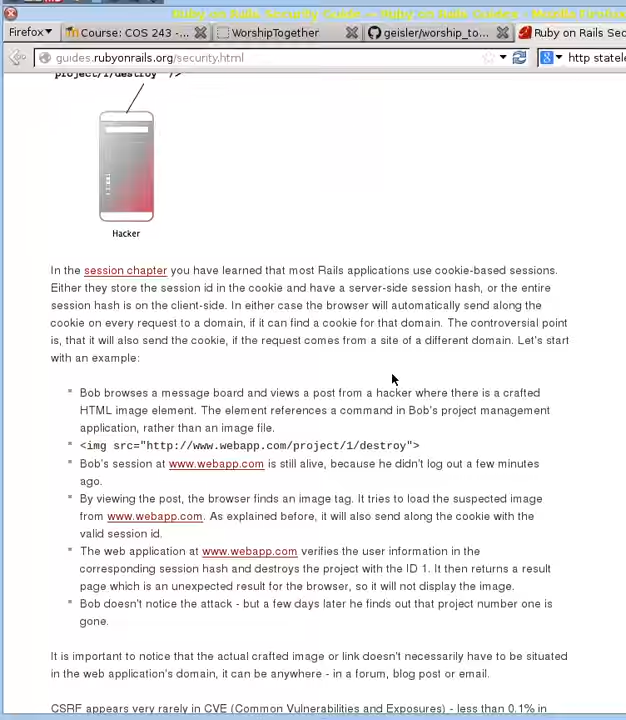 Ruby on Rails Security Guide — Ruby on Rails Guides - Mozilla Firefox
Firefox
Course: COS 243 -...
WorshipTogether
geisler/worship_to...
Ruby on Rails Sec
guides.rubyonrails.org/security.html
http statele
project/1/destroy" />
Hacker
In the session chapter you have learned that most Rails applications use cookie-based sessions.
Either they store the session id in the cookie and have a server-side session hash, or the entire
session hash is on the client-side. In either case the browser will automatically send along the
cookie on every request to a domain, if it can find a cookie for that domain. The controversial point
is, that it will also send the cookie, if the request comes from a site of a different domain. Let's start
with an example:
Bob browses a message board and views a post from a hacker where there is a crafted
HTML image element. The element references a command in Bob's project management
application, rather than an image file.
<img src="http://www.webapp.com/project/1/destroy">
Bob's session at www.webapp.com is still alive, because he didn't log out a few minutes
ago.
By viewing the post, the browser finds an image tag. It tries to load the suspected image
from www.webapp.com. As explained before, it will also send along the cookie with the
valid session id.
The web application at www.webapp.com verifies the user information in the
corresponding session hash and destroys the project with the ID 1. It then returns a result
page which is an unexpected result for the browser, so it will not display the image.
Bob doesn't notice the attack - but a few days later he finds out that project number one is
gone.
It is important to notice that the actual crafted image or link doesn't necessarily have to be situated
in the web application's domain, it can be anywhere - in a forum, blog post or email.
CSRF appears very rarely in CVE (Common Vulnerabilities and Exposures) - less than 0.1% in